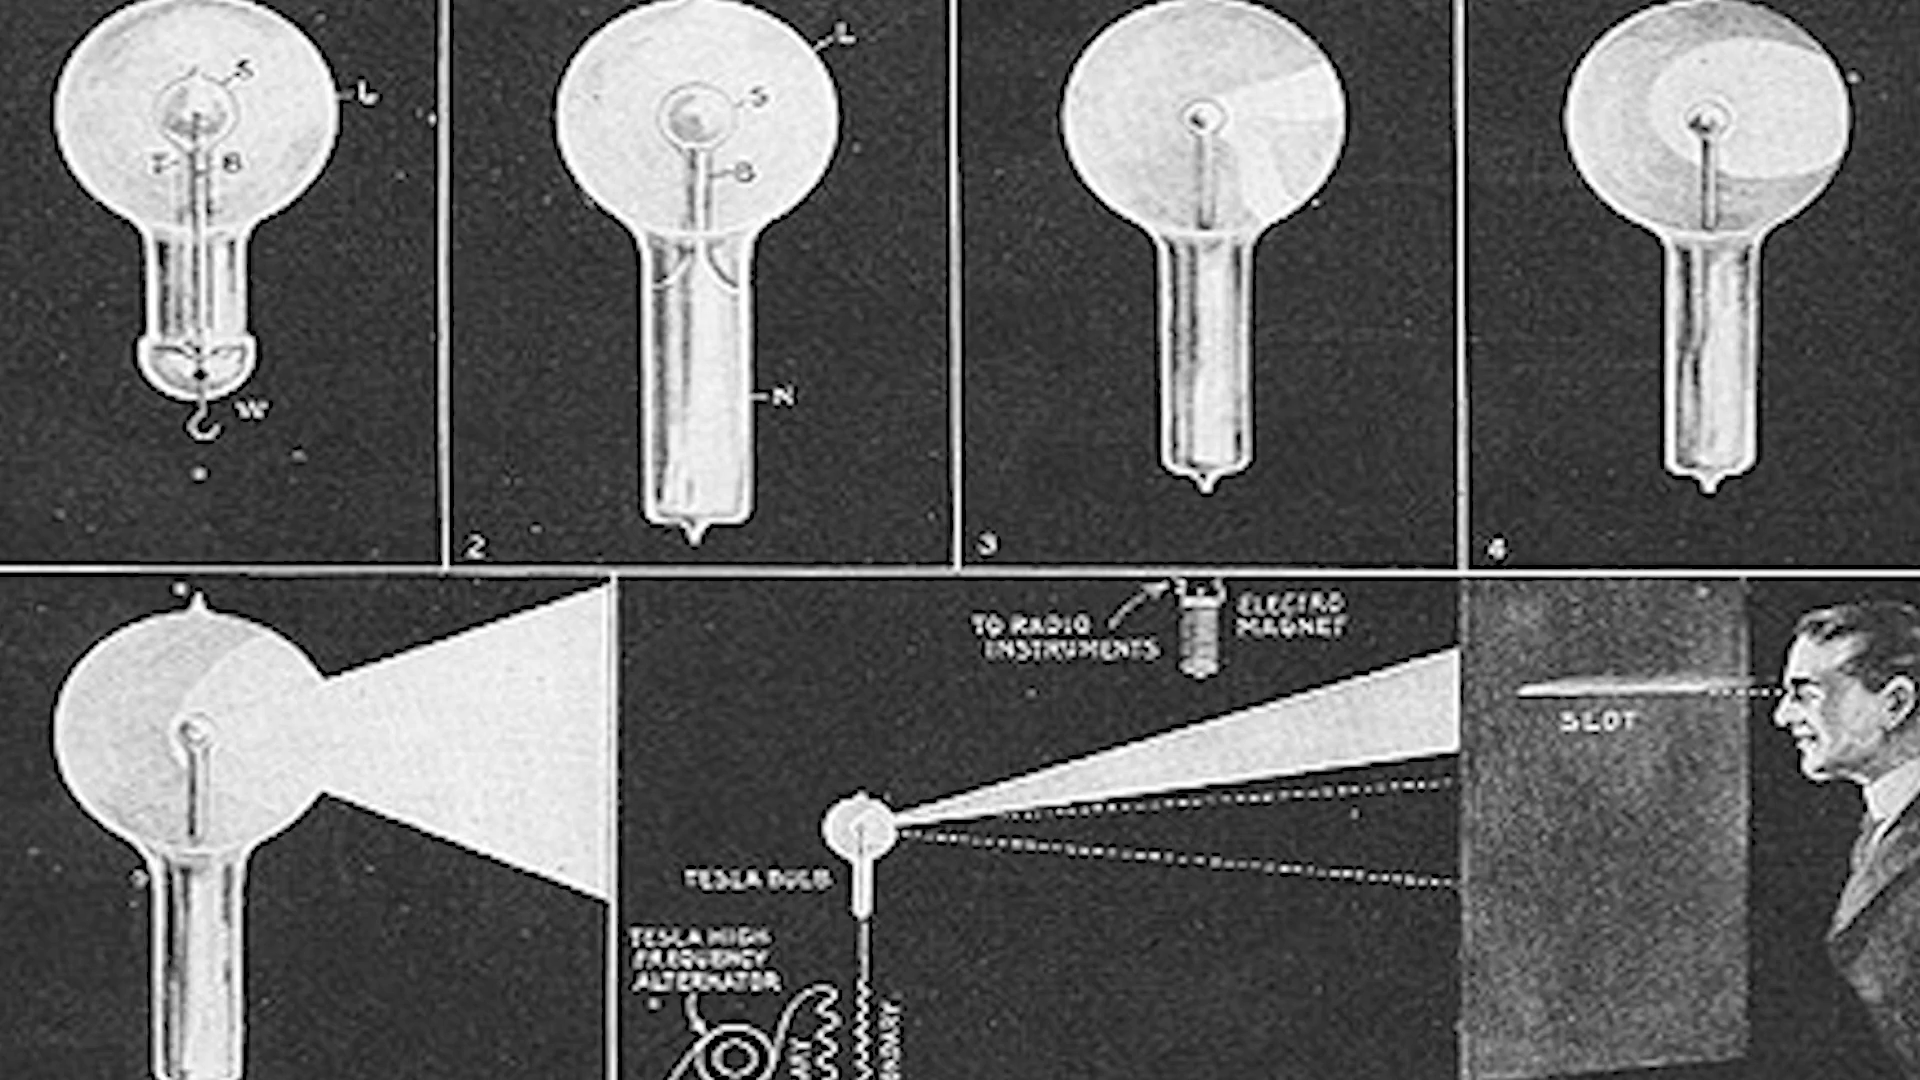 S
L
T
B
W
L
S
B
N
2
3
4
TO RADIO
INSTRUMENTS
ELECTRO
MAGNET
SLOT
TESLA BULB
TESLA HIGH
FREQUENCY
ALTERNATOR